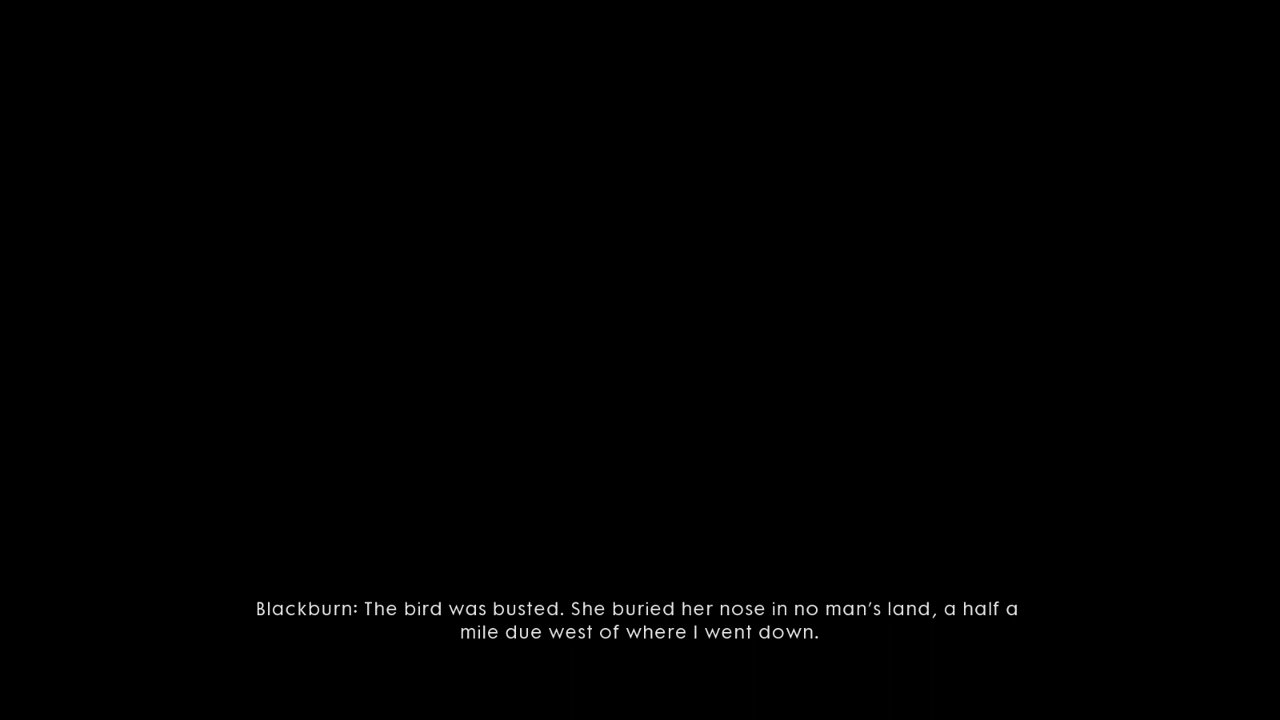 Blackburn: The bird was busted. She buried her nose in no man's land, a half a
mile due west of where I went down.